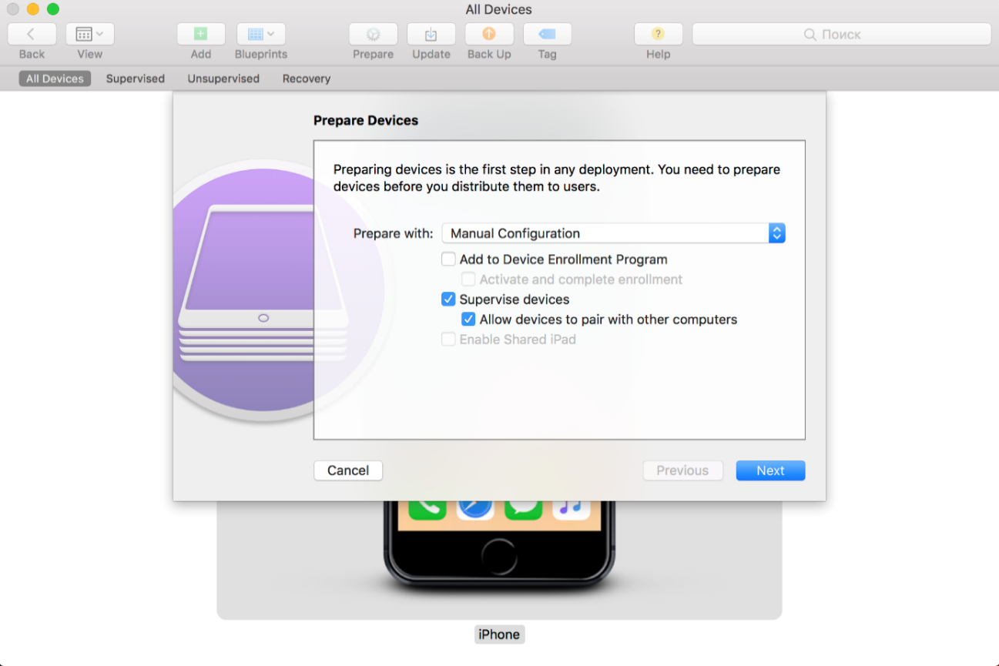 All Devices
Back
View
Add
Blueprints
Prepare
Update
Back Up
Tag
?
Help
Поиск
All Devices
Supervised
Unsupervised
Recovery
Prepare Devices
Preparing devices is the first step in any deployment. You need to prepare
devices before you distribute them to users.
Prepare with: Manual Configuration
Add to Device Enrollment Program
Activate and complete enrollment
Supervise devices
Allow devices to pair with other computers
Enable Shared iPad
Cancel
Previous
Next
iPhone